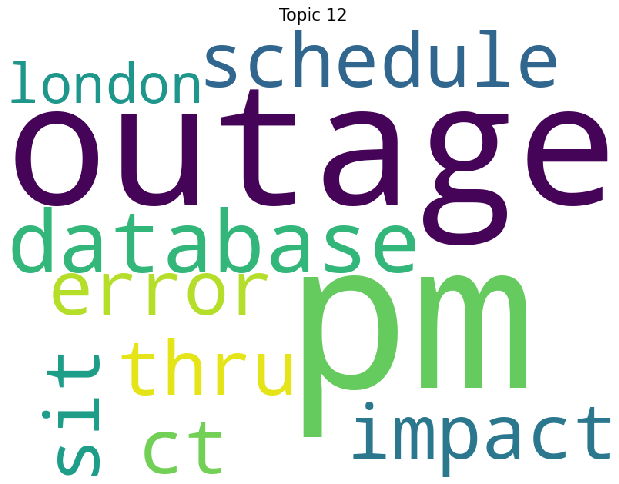 Topic 12
schedule
london
outage
database
error
pm
thru
sit
impact
ct